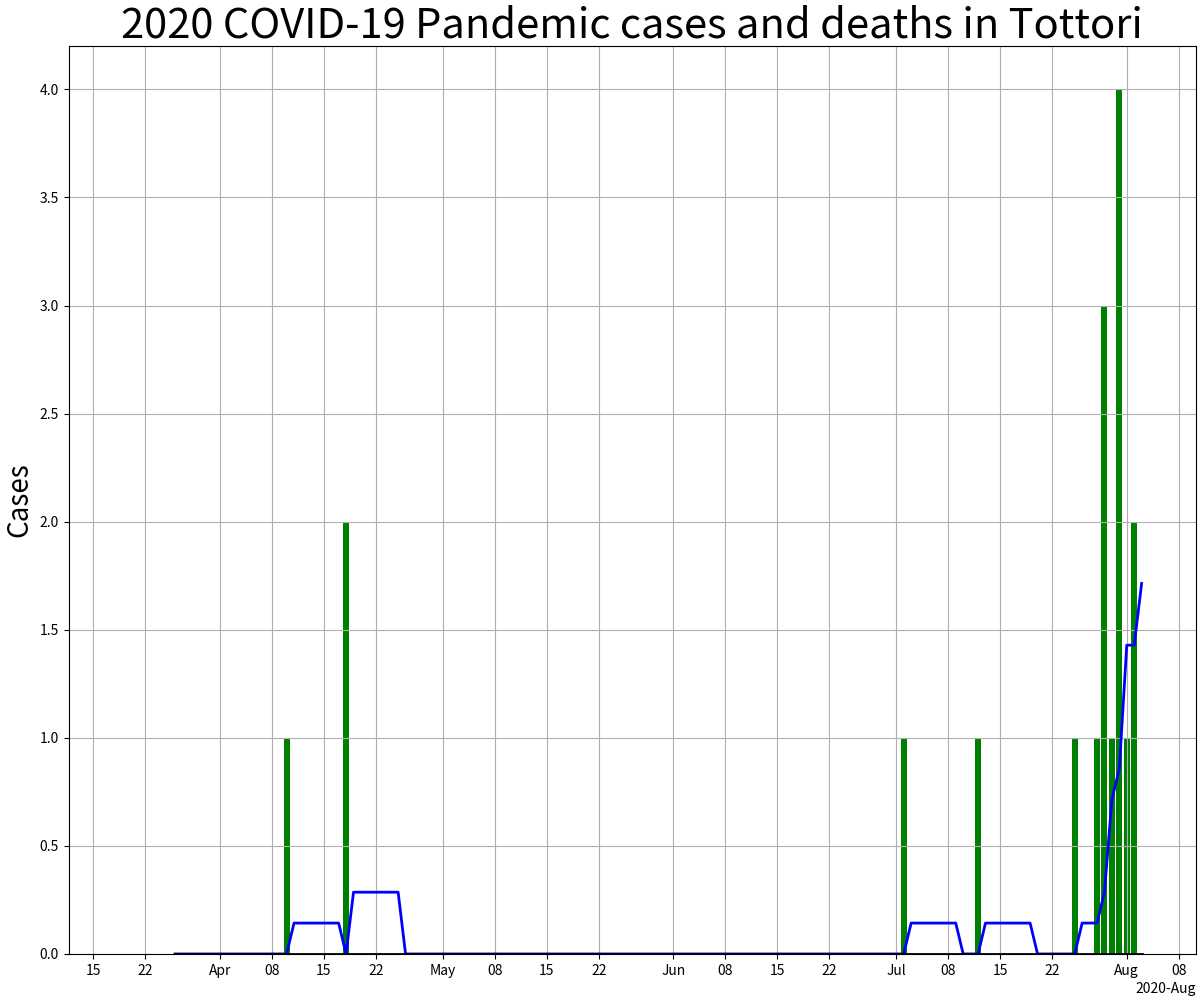 2020 COVID-19 Pandemic cases and deaths in Tottori
4.0
3.5
3.0
2.5
2.0
1.5
1.0
0.5
0.0
Cases
15 22 Apr 08 15 22 May 08 15 22 Jun 08 15 22 Jul 08 15 22 Aug 08
2020-Aug